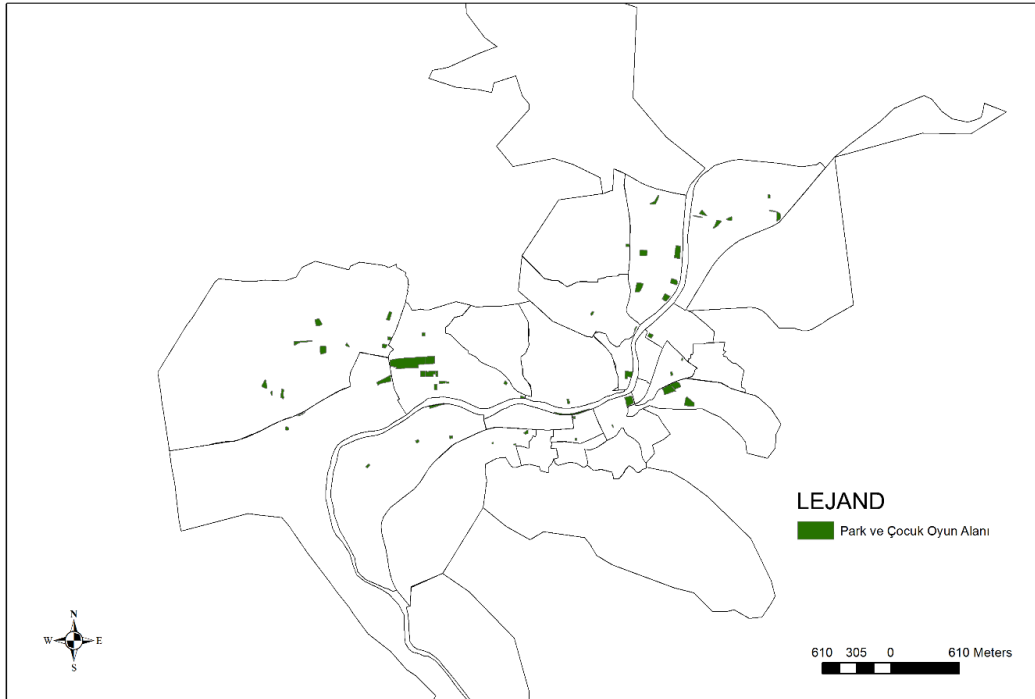 LEJAND
Park ve Çocuk Oyun Alanı
N
W E
S
610 305 0 610 Meters